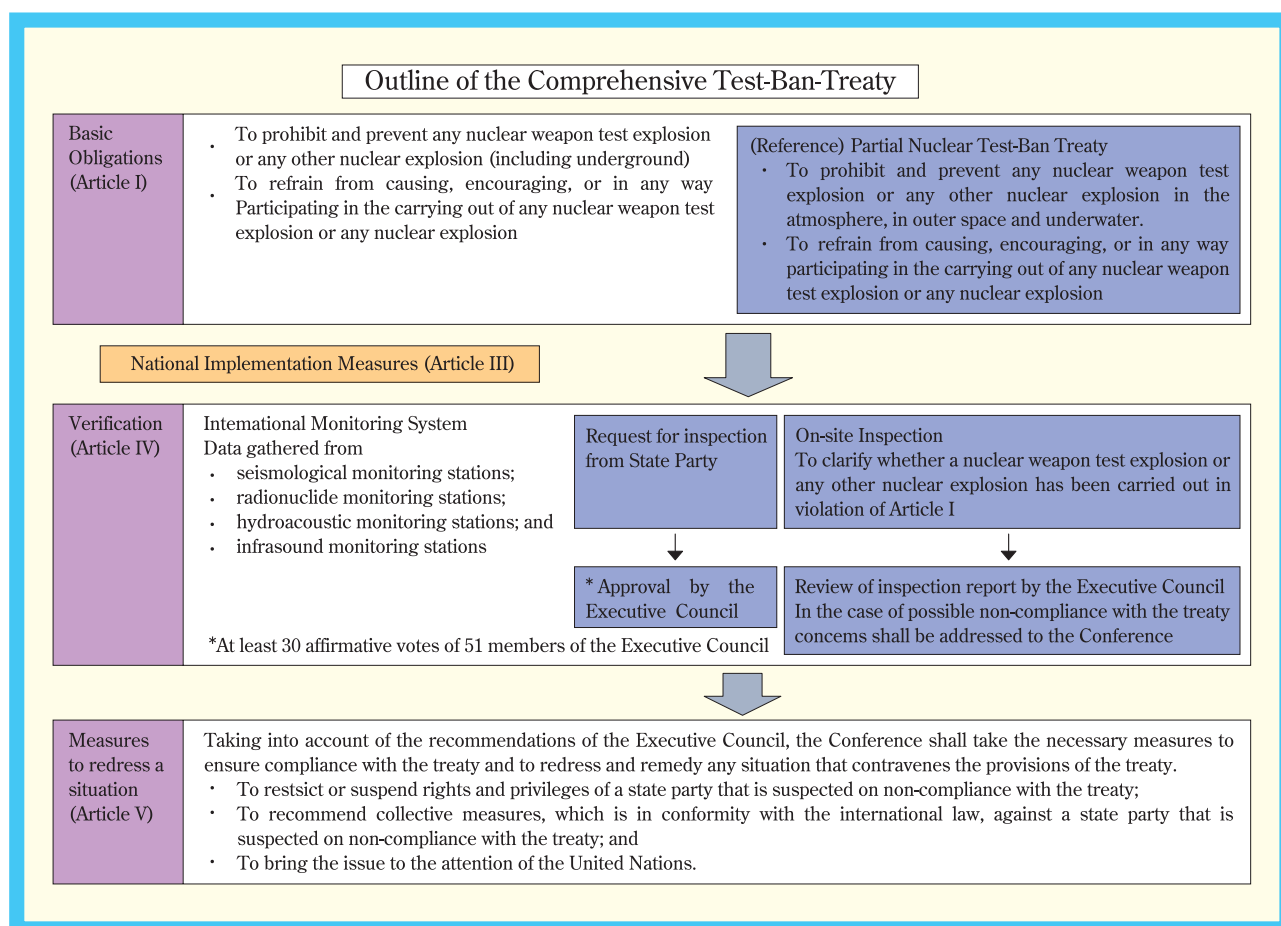 Outline of the Comprehensive Test-Ban-Treaty
Basic
Obligations
(Article I)
· To prohibit and prevent any nuclear weapon test explosion
or any other nuclear explosion (including underground)
· To refrain from causing, encouraging, or in any way
Participating in the carrying out of any nuclear weapon test
explosion or any nuclear explosion
(Reference) Partial Nuclear Test-Ban Treaty
· To prohibit and prevent any nuclear weapon test
explosion or any other nuclear explosion in the
atmosphere, in outer space and underwater.
· To refrain from causing, encouraging, or in any way
participating in the carrying out of any nuclear weapon
test explosion or any nuclear explosion
National Implementation Measures (Article III)
Verification
(Article IV)
International Monitoring System
Data gathered from
· seismological monitoring stations;
· radionuclide monitoring stations;
· hydroacoustic monitoring stations; and
· infrasound monitoring stations
Request for inspection
from State Party
* Approval by the
Executive Council
*At least 30 affirmative votes of 51 members of the Executive Council
On-site Inspection
To clarify whether a nuclear weapon test explosion or
any other nuclear explosion has been carried out in
violation of Article I
Review of inspection report by the Executive Council
In the case of possible non-compliance with the treaty
concems shall be addressed to the Conference
Measures
to redress a
situation
(Article V)
Taking into account of the recommendations of the Executive Council, the Conference shall take the necessary measures to
ensure compliance with the treaty and to redress and remedy any situation that contravenes the provisions of the treaty.
· To restsict or suspend rights and privileges of a state party that is suspected on non-compliance with the treaty;
· To recommend collective measures, which is in conformity with the international law, against a state party that is
suspected on non-compliance with the treaty; and
· To bring the issue to the attention of the United Nations.